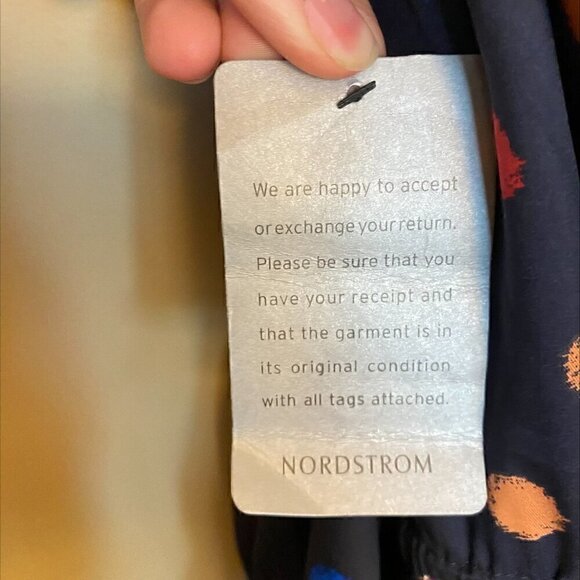 We are happy to accept
or exchange your return.
Please be sure that you
have your receipt and
that the garment is in
its original condition
with all tags attached.
NORDSTROM